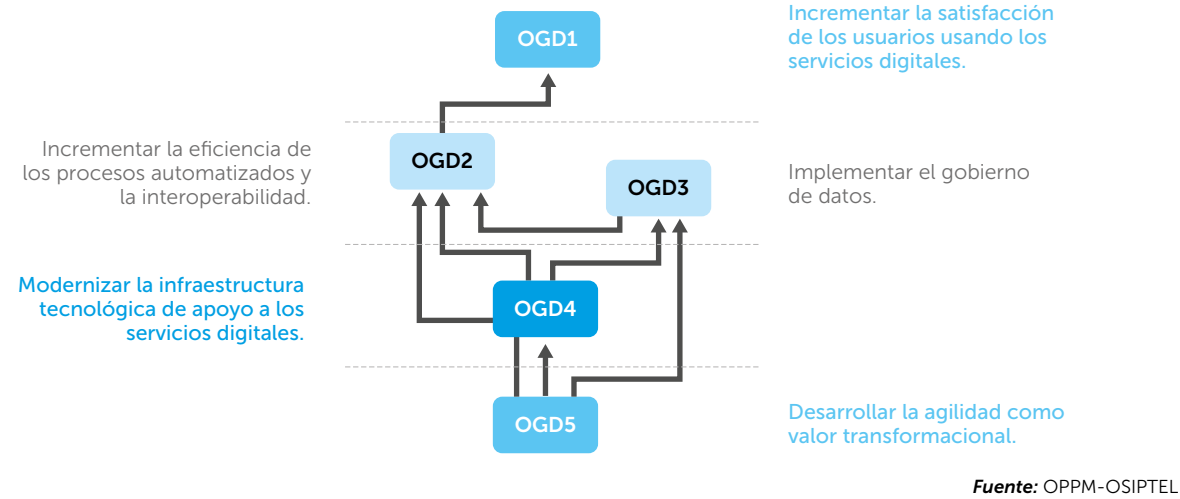 OGD1
Incrementar la satisfacción
de los usuarios usando los
servicios digitales.
Incrementar la eficiencia de
los procesos automatizados y
la interoperabilidad.
OGD2
OGD3
Implementar el gobierno
de datos.
Modernizar la infraestructura
tecnológica de apoyo a los
servicios digitales.
OGD4
OGD5
Desarrollar la agilidad como
valor transformacional.
Fuente: OPPM-OSIPTEL